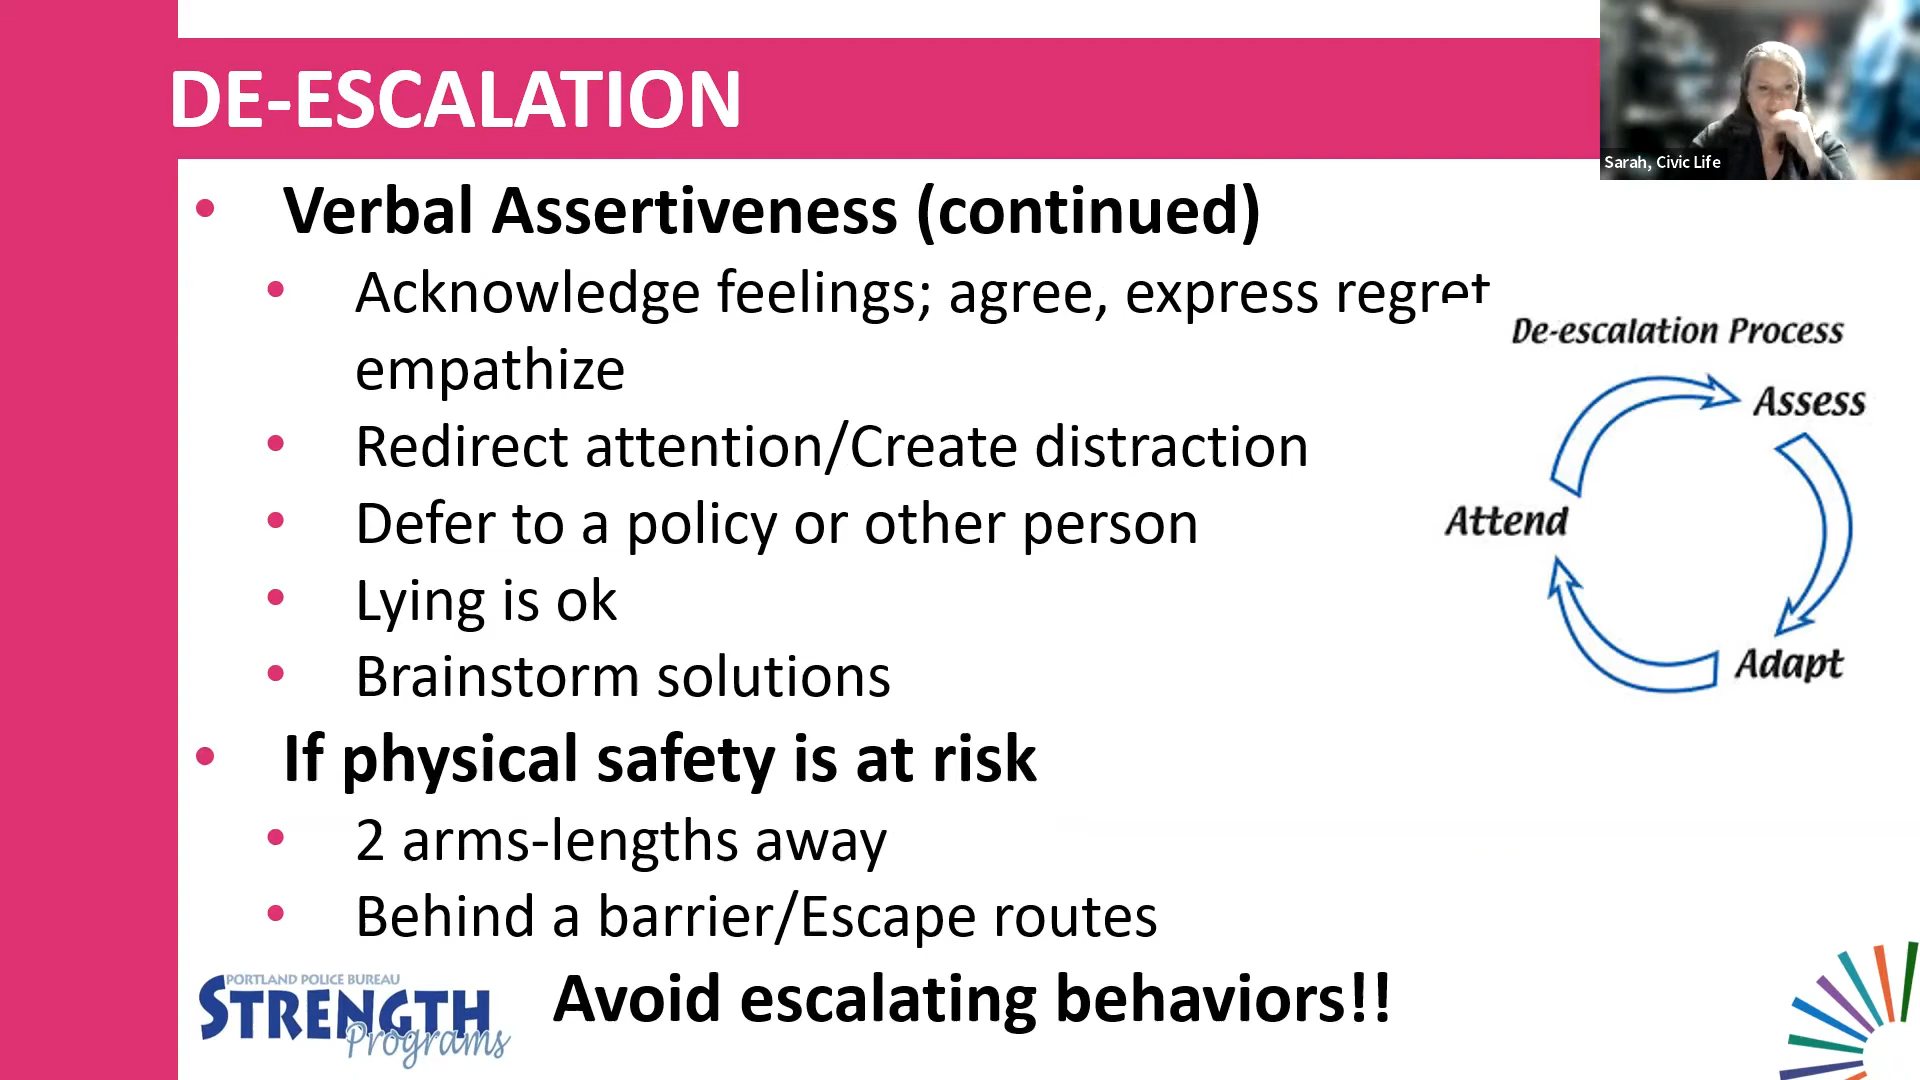 DE-ESCALATION
Sarah, Civic Life
• Verbal Assertiveness (continued)
• Acknowledge feelings; agree, express regret
empathize
• Redirect attention/Create distraction
• Defer to a policy or other person
• Lying is ok
• Brainstorm solutions
• If physical safety is at risk
• 2 arms-lengths away
• Behind a barrier/Escape routes
Avoid escalating behaviors!!
De-escalation Process
Assess
Attend
Adapt
PORTLAND POLICE BUREAU
STRENGTH
Programs